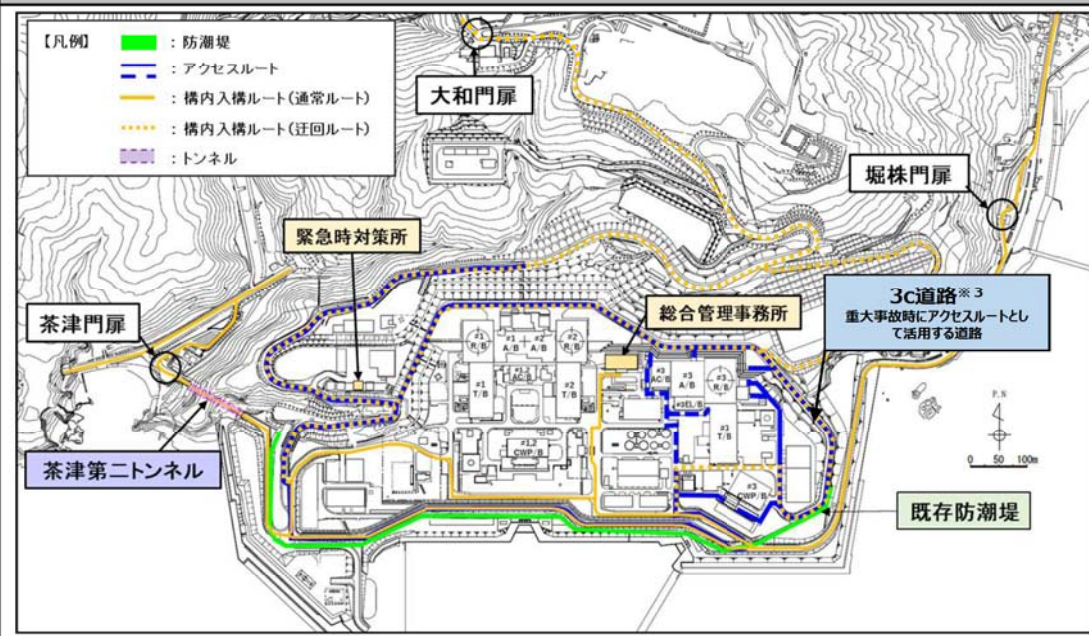 【凡例】
：防潮堤
：アクセスルート
：構内入構ルート(通常ルート)
：構内入構ルート(迂回ルート)
：トンネル
大和門扉
堀株門扉
緊急時対策所
3c道路※3
重大事故時にアクセスルートとし
て活用する道路
総合管理事務所
茶津門扉
#1
R/B
#1
A/B
#2
A/B
#2
R/B
#1,2
AC/B
#1
T/B
#2
T/B
#3
AC/B
#3
A/B
#3
R/B
#3EL/B
#3
T/B
#1,2
CWP/B
#3
CWP/B
P.N
0 50 100m
茶津第二トンネル
既存防潮堤